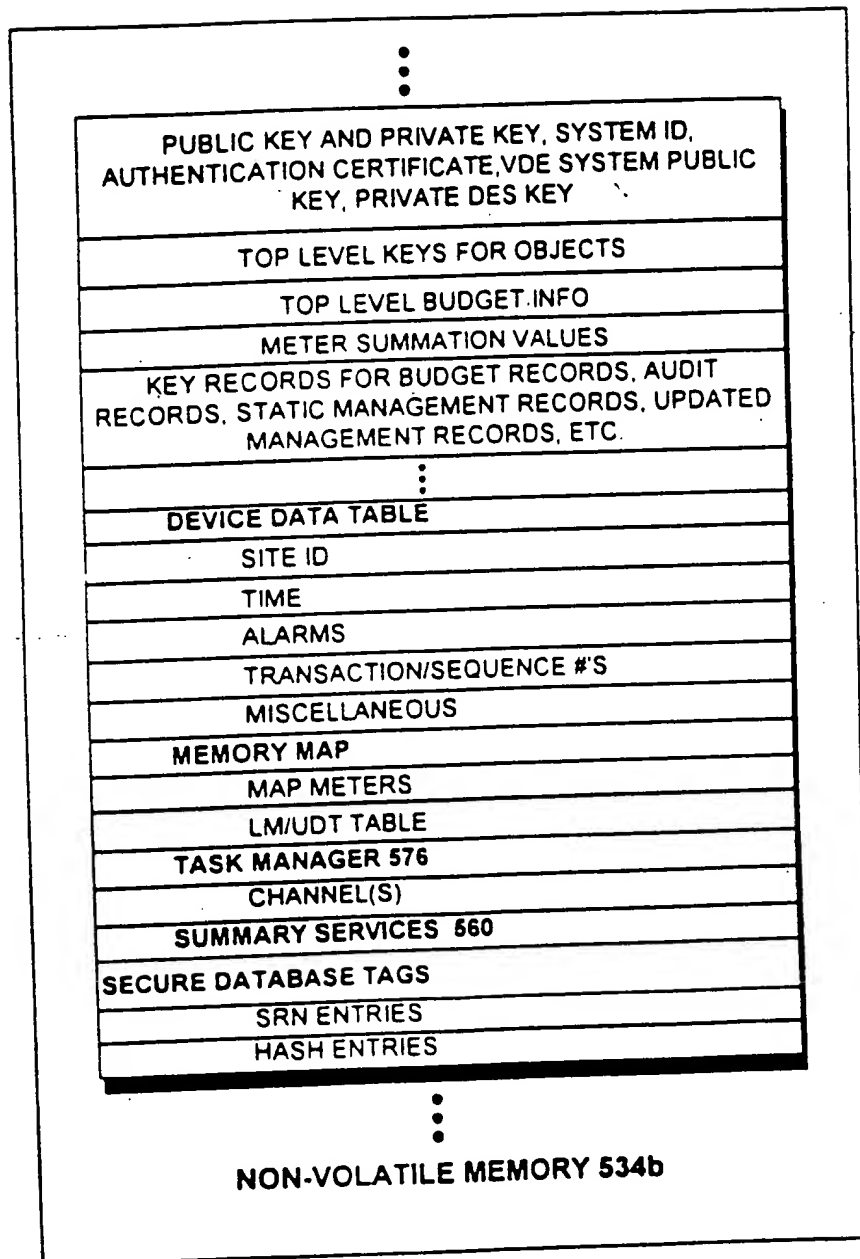 PUBLIC KEY AND PRIVATE KEY, SYSTEM ID,
AUTHENTICATION CERTIFICATE,VDE SYSTEM PUBLIC
KEY, PRIVATE DES KEY
TOP LEVEL KEYS FOR OBJECTS
TOP LEVEL BUDGET INFO
METER SUMMATION VALUES
KEY RECORDS FOR BUDGET RECORDS, AUDIT
RECORDS, STATIC MANAGEMENT RECORDS, UPDATED
MANAGEMENT RECORDS, ETC.
DEVICE DATA TABLE
SITE ID
TIME
ALARMS
TRANSACTION/SEQUENCE #'S
MISCELLANEOUS
MEMORY MAP
MAP METERS
LM/UDT TABLE
TASK MANAGER 576
CHANNEL(S)
SUMMARY SERVICES 560
SECURE DATABASE TAGS
SRN ENTRIES
HASH ENTRIES
NON-VOLATILE MEMORY 534b